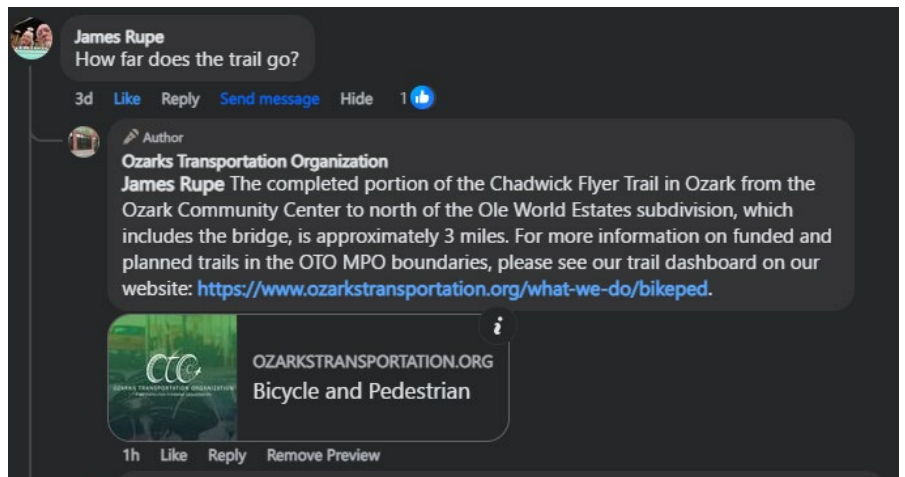 James Rupe
How far does the trail go?
3d Like Reply Send message Hide 1
Author
Ozarks Transportation Organization
James Rupe The completed portion of the Chadwick Flyer Trail in Ozark from the
Ozark Community Center to north of the Ole World Estates subdivision, which
includes the bridge, is approximately 3 miles. For more information on funded and
planned trails in the OTO MPO boundaries, please see our trail dashboard on our
website: https://www.ozarkstransportation.org/what-we-do/bikeped.
OTO
OZARKS TRANSPORTATION ORGANIZATION
OZARKSTRANSPORTATION.ORG
Bicycle and Pedestrian
1h Like Reply Remove Preview